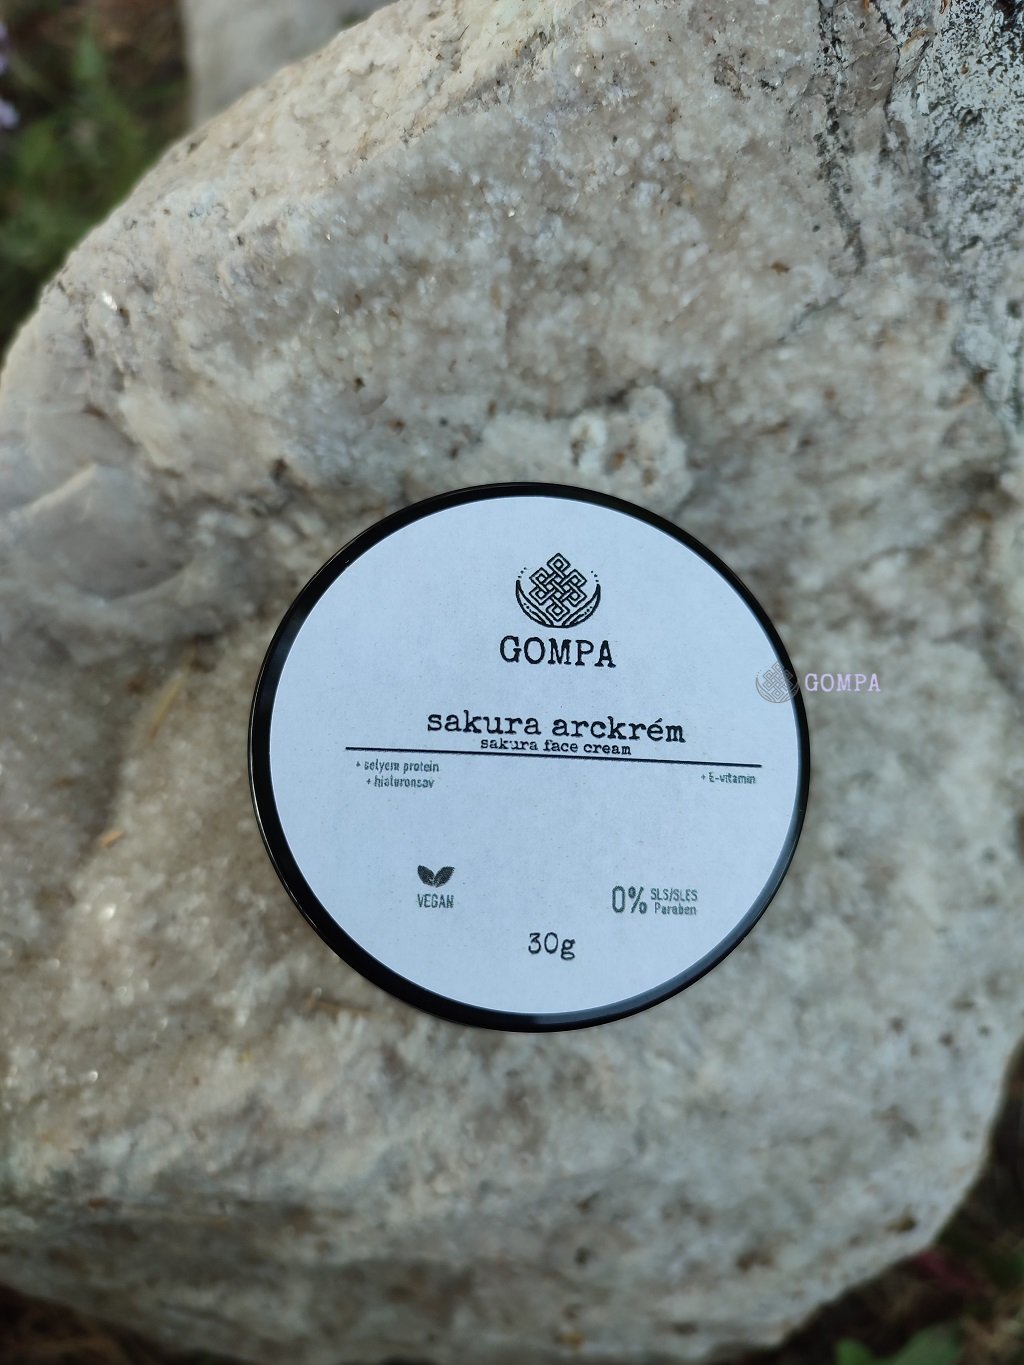 GOMPA
sakura arckrém
sakura face cream
+ selyem protein
+ hialuronsav
+ E-vitamin
VEGAN
0% SLS/SLES
Paraben
30g
GOMPA